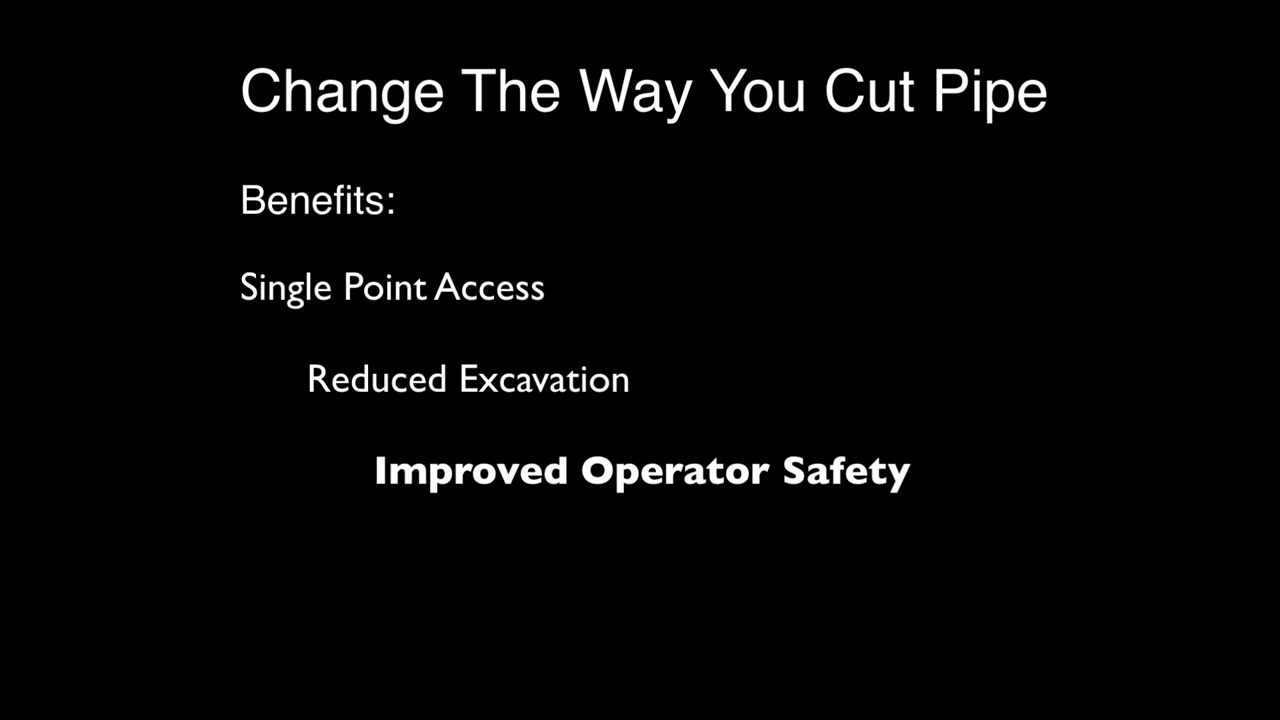 Change The Way You Cut Pipe
Benefits:
Single Point Access
Reduced Excavation
Improved Operator Safety